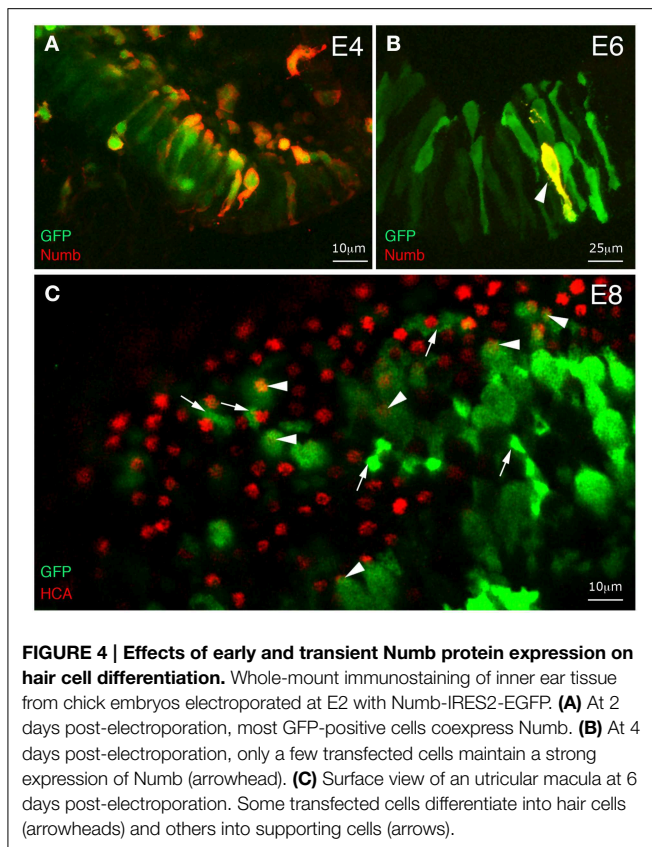 A
E4
GFP
Numb
10µm
B
E6
GFP
Numb
25µm
C
E8
GFP
HCA
10µm
FIGURE 4 | Effects of early and transient Numb protein expression on
hair cell differentiation. Whole-mount immunostaining of inner ear tissue
from chick embryos electroporated at E2 with Numb-IRES2-EGFP. (A) At 2
days post-electroporation, most GFP-positive cells coexpress Numb. (B) At 4
days post-electroporation, only a few transfected cells maintain a strong
expression of Numb (arrowhead). (C) Surface view of an utricular macula at 6
days post-electroporation. Some transfected cells differentiate into hair cells
(arrowheads) and others into supporting cells (arrows).